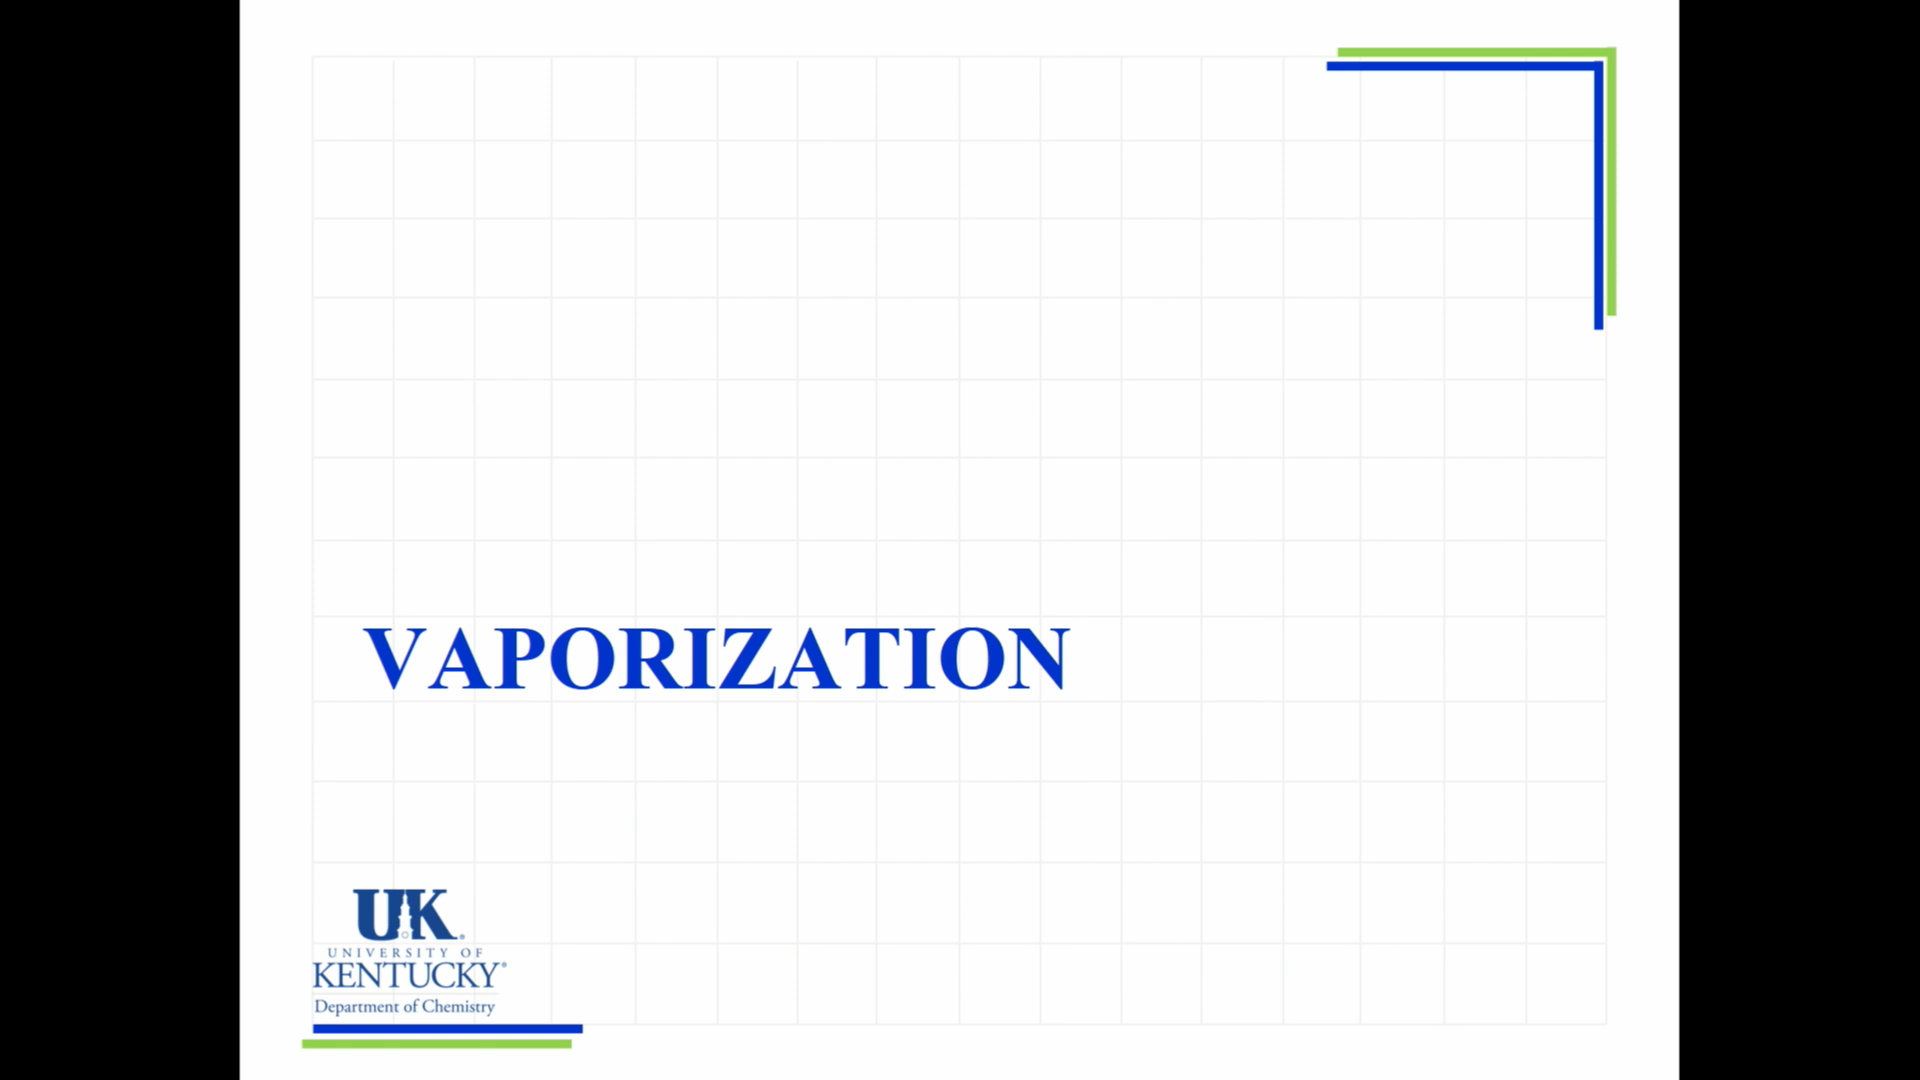 VAPORIZATION
UK®
UNIVERSITY OF
KENTUCKY®
Department of Chemistry